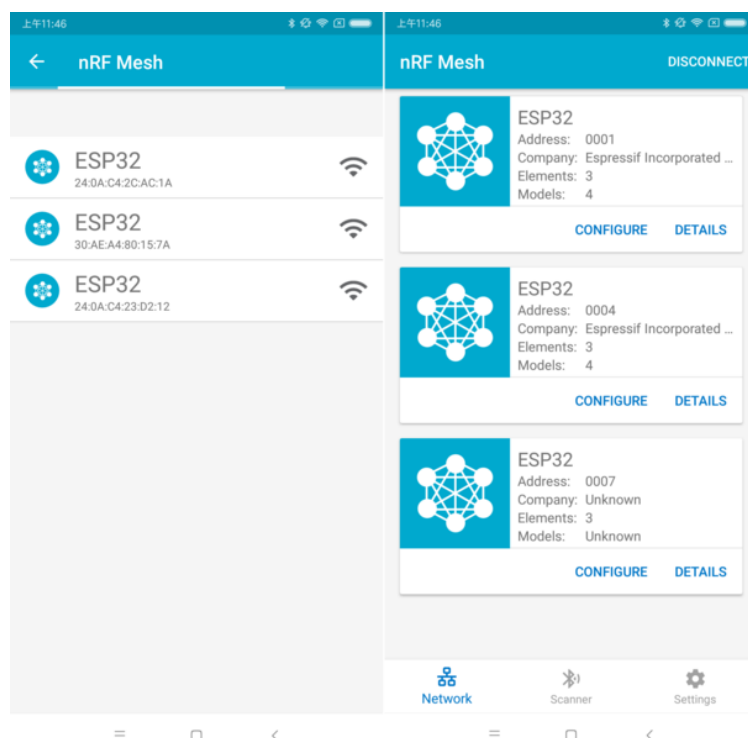 上午11:46
nRF Mesh
ESP32
24:0A:C4:2C:AC:1A
ESP32
30:AE:A4:80:15:7A
ESP32
24:0A:C4:23:D2:12
上午11:46
nRF Mesh DISCONNECT
ESP32
Address: 0001
Company: Espressif Incorporated ...
Elements: 3
Models: 4
CONFIGURE DETAILS
ESP32
Address: 0004
Company: Espressif Incorporated ...
Elements: 3
Models: 4
CONFIGURE DETAILS
ESP32
Address: 0007
Company: Unknown
Elements: 3
Models: Unknown
CONFIGURE DETAILS
Network Scanner Settings